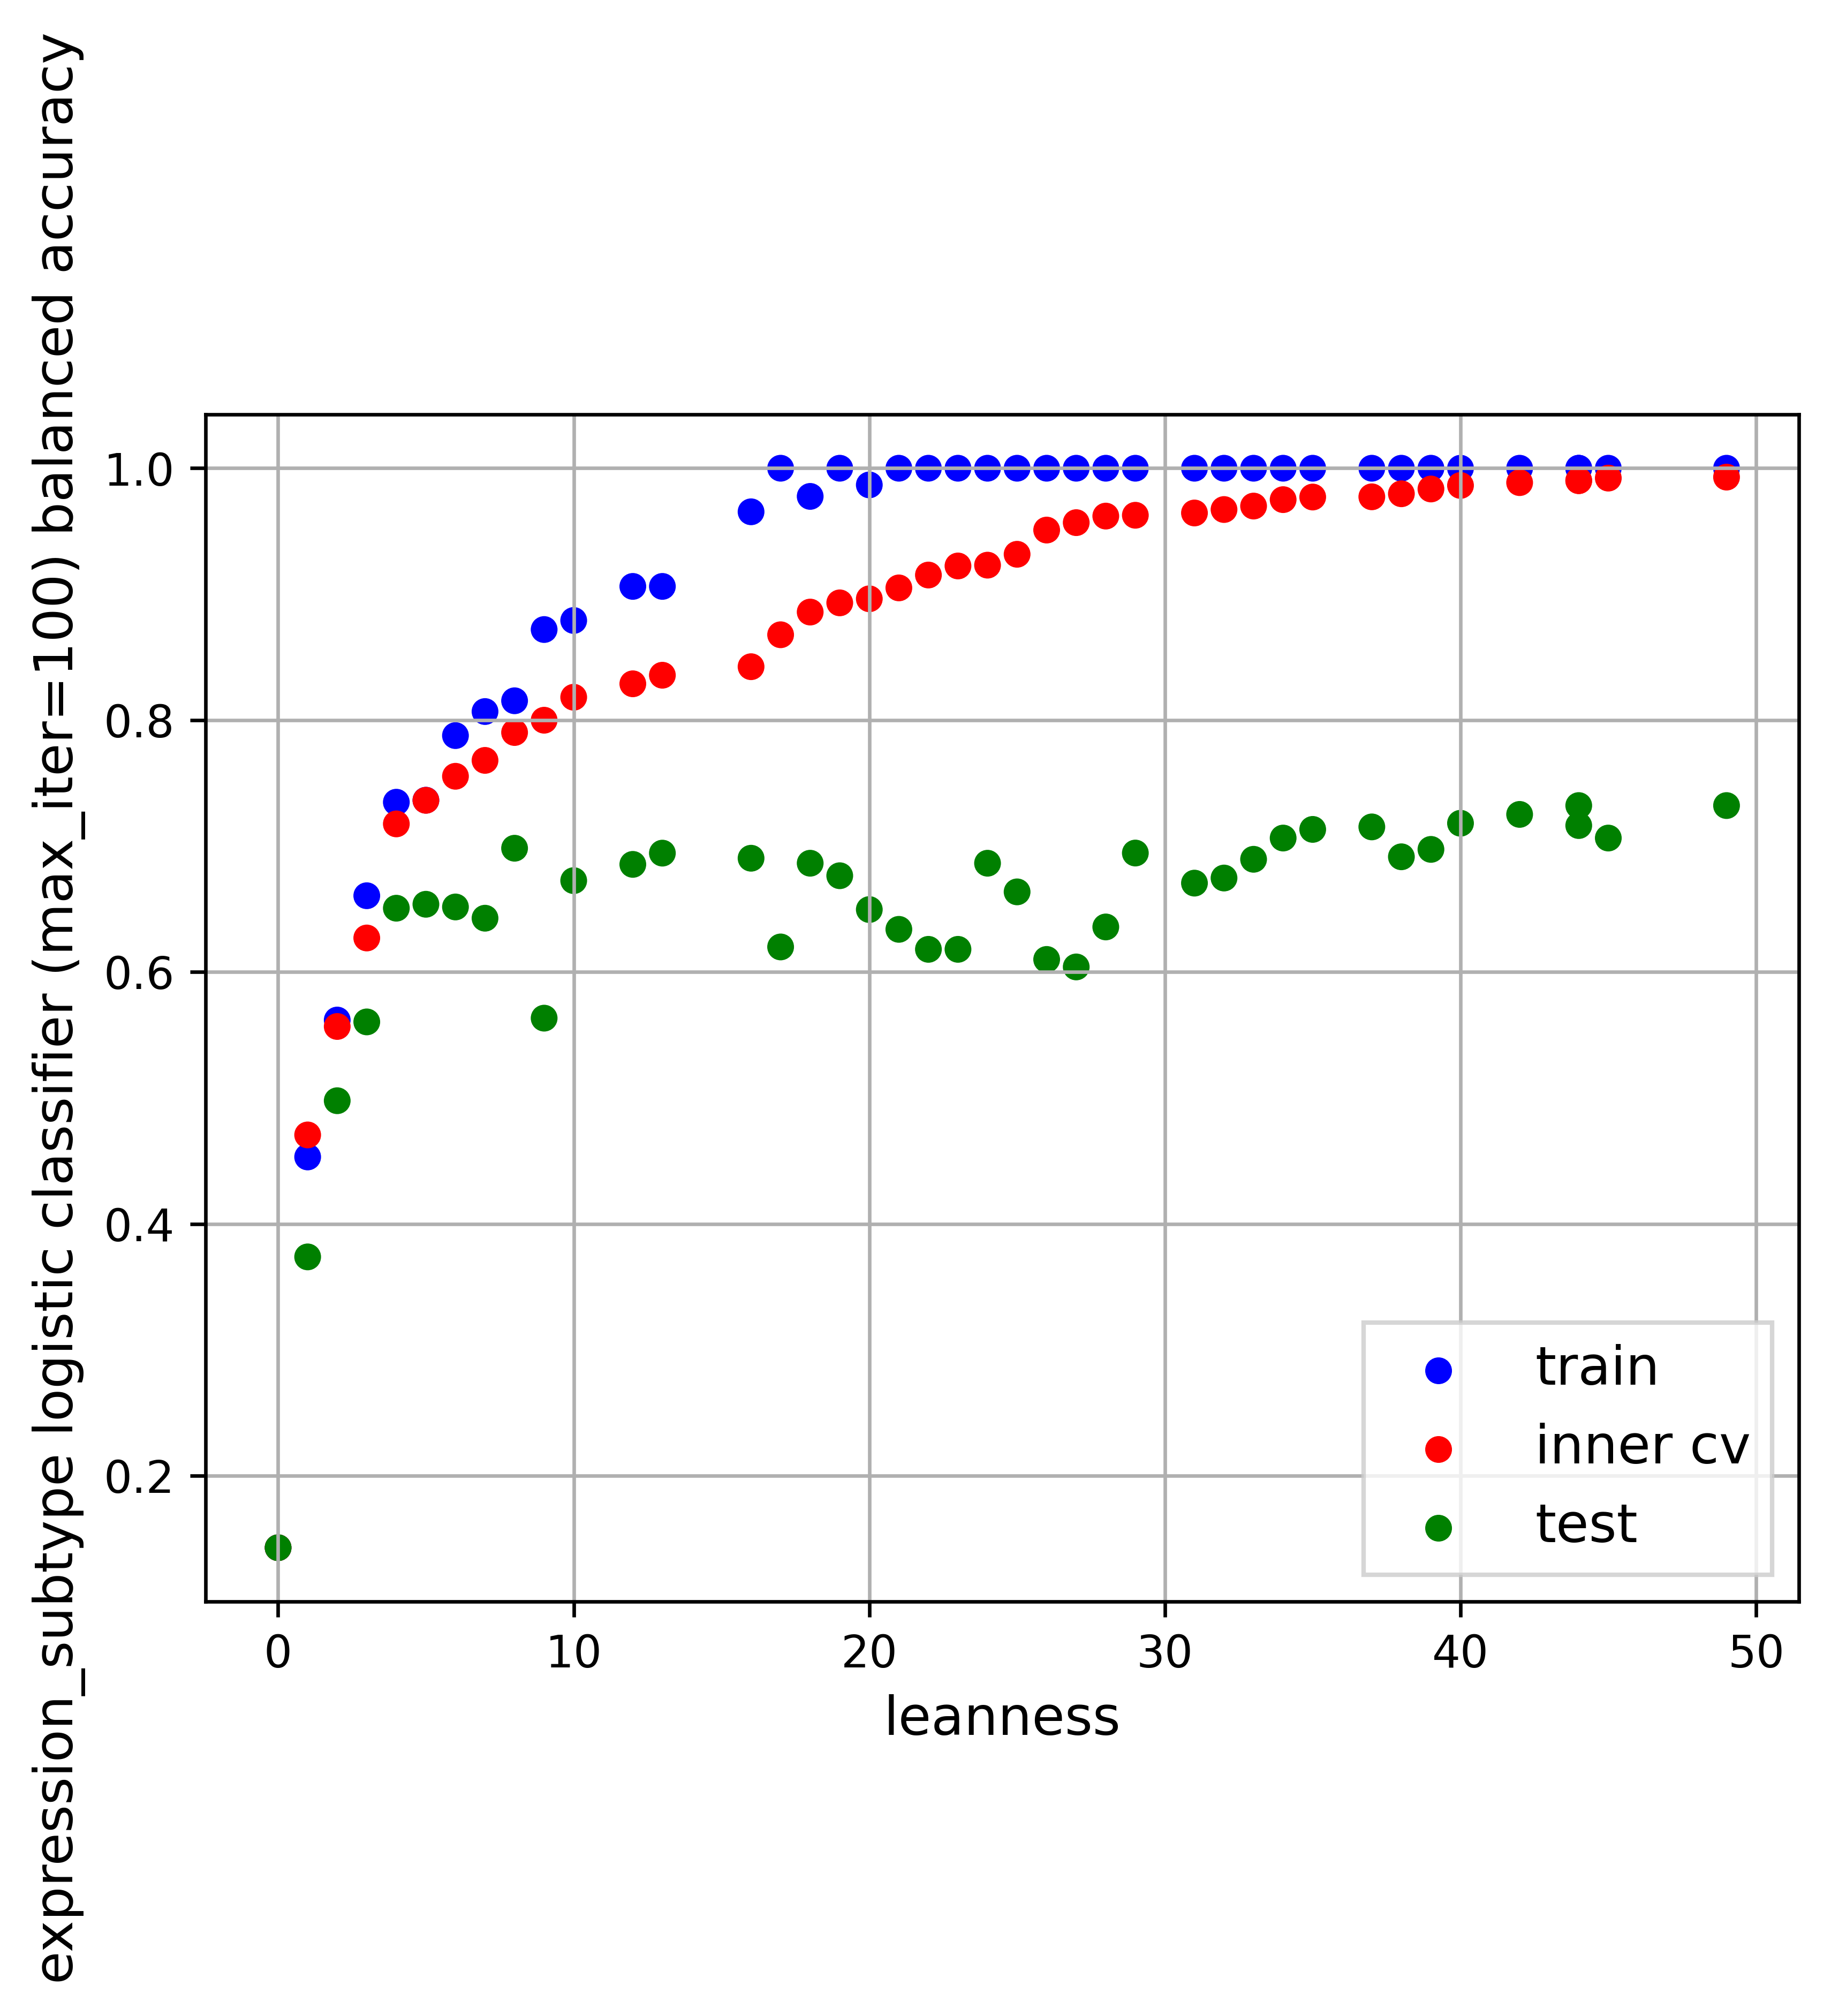 expression_subtype logistic classifier (max_iter=100) balanced accuracy
1.0
0.8
0.6
0.4
0.2
0 10 20 30 40 50
leanness
train
inner cv
test